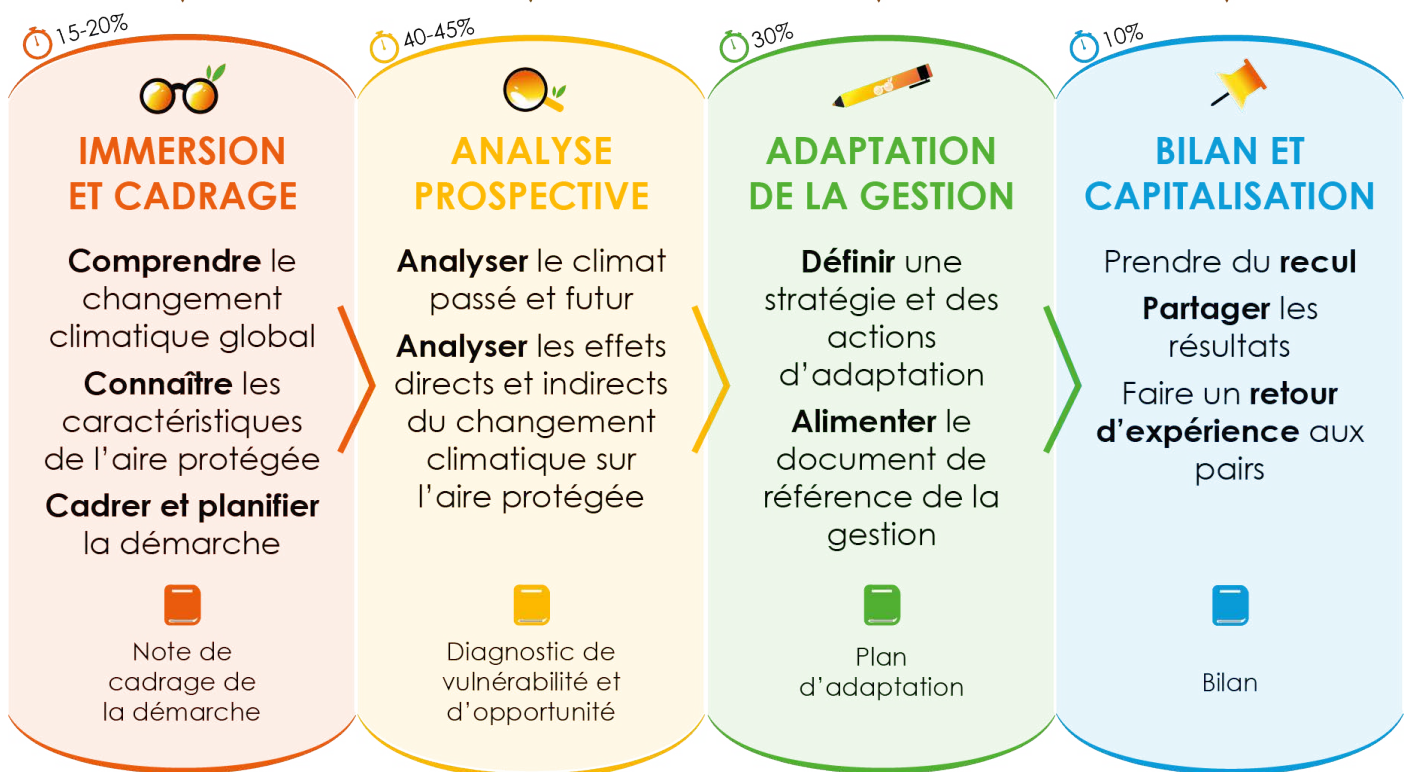 15-20%
IMMERSION
ET CADRAGE
Comprendre le
changement
climatique global
Connaître les
caractéristiques
de l'aire protégée
Cadrer et planifier
la démarche
Note de
cadrage de
la démarche
40-45%
ANALYSE
PROSPECTIVE
Analyser le climat
passé et futur
Analyser les effets
directs et indirects
du changement
climatique sur
l'aire protégée
Diagnostic de
vulnérabilité et
d'opportunité
30%
ADAPTATION
DE LA GESTION
Définir une
stratégie et des
actions
d'adaptation
Alimenter le
document de
référence de la
gestion
Plan
d'adaptation
10%
BILAN ET
CAPITALISATION
Prendre du recul
Partager les
résultats
Faire un retour
d'expérience aux
pairs
Bilan